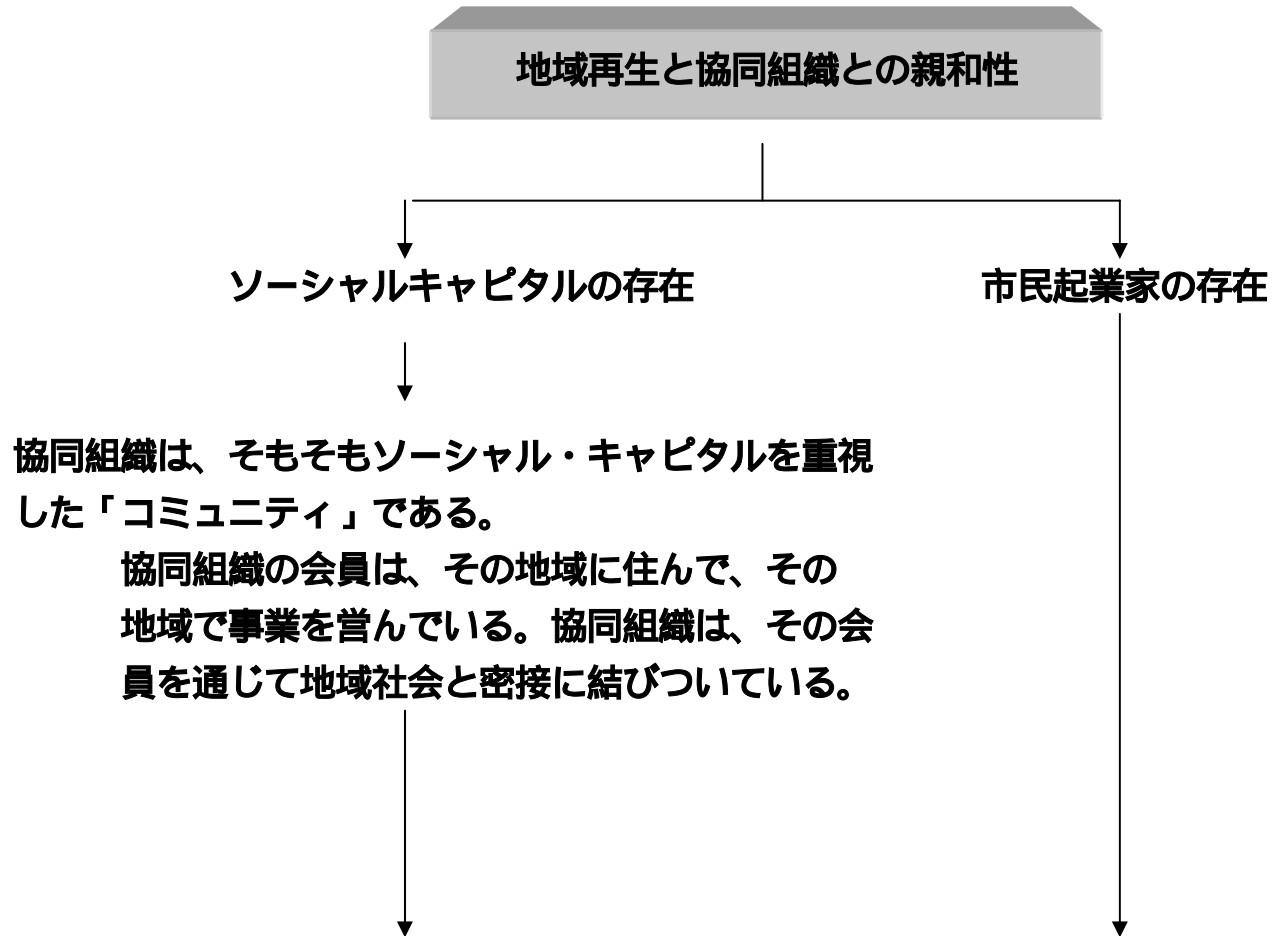 地域再生と協同組織との親和性
ソーシャルキャピタルの存在
市民起業家の存在
協同組織は、そもそもソーシャル・キャピタルを重視
した「コミュニティ」である。
協同組織の会員は、その地域に住んで、その
地域で事業を営んでいる。協同組織は、その会
員を通じて地域社会と密接に結びついている。